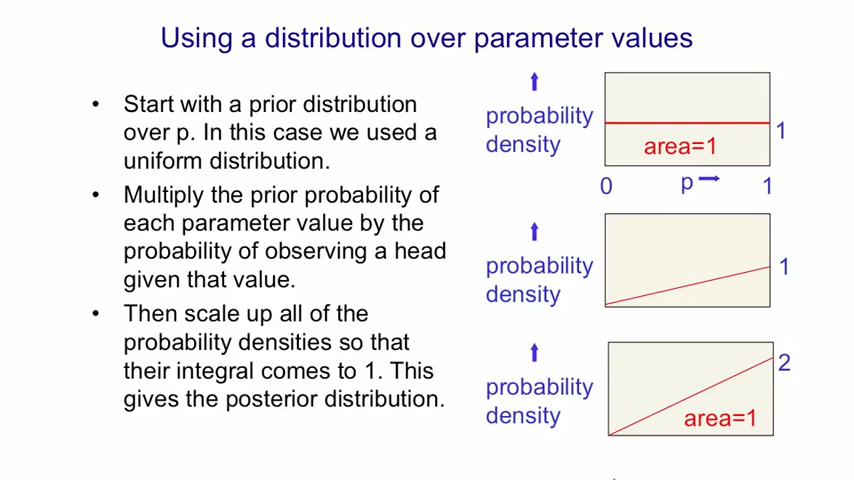 Using a distribution over parameter values
• Start with a prior distribution
over p. In this case we used a
uniform distribution.
• Multiply the prior probability of
each parameter value by the
probability of observing a head
given that value.
• Then scale up all of the
probability densities so that
their integral comes to 1. This
gives the posterior distribution.
probability
density
area=1
1
0
p
1
probability
density
1
probability
density
2
area=1